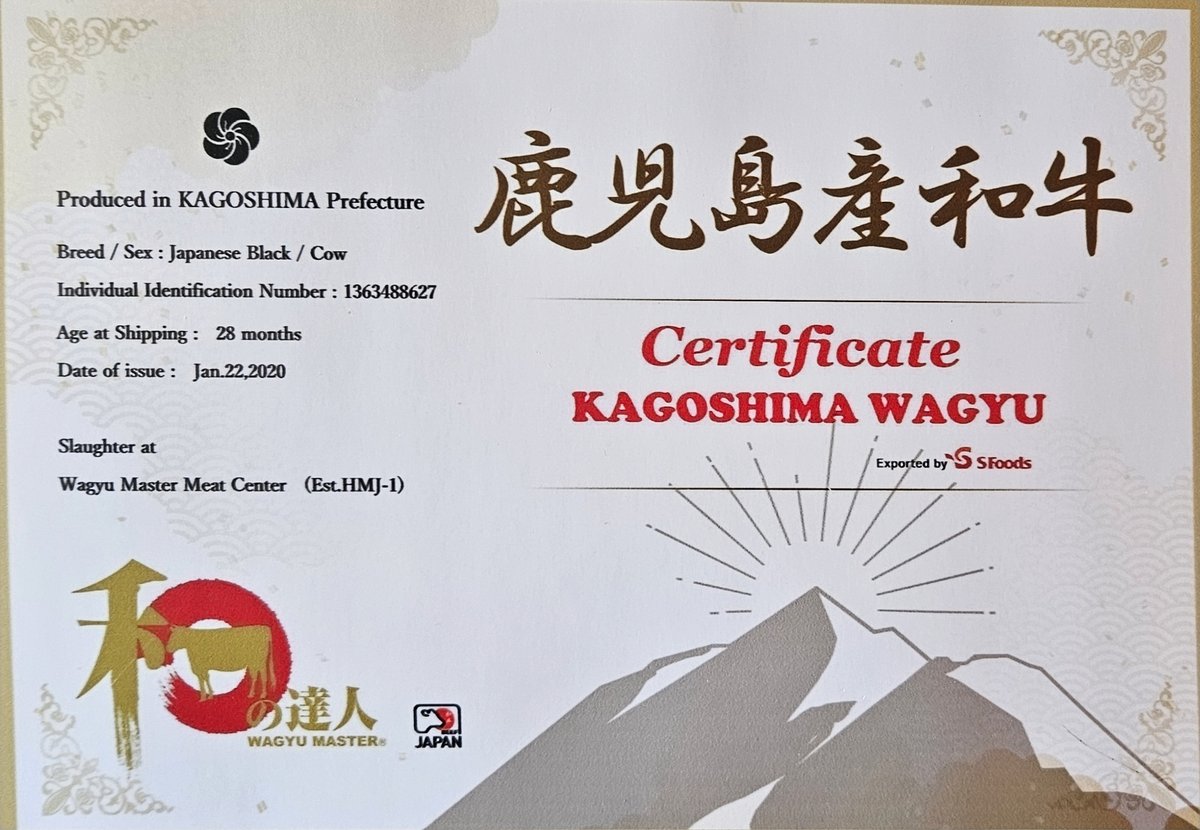 Produced in KAGOSHIMA Prefecture
Breed / Sex : Japanese Black / Cow
Individual Identification Number : 1363488627
Age at Shipping : 28 months
Date of issue : Jan.22,2020
Slaughter at
Wagyu Master Meat Center (Est.HMJ-1)
和の達人
WAGYU MASTER®
JAPAN
鹿児島産和牛
Certificate
KAGOSHIMA WAGYU
Exported by S SFoods